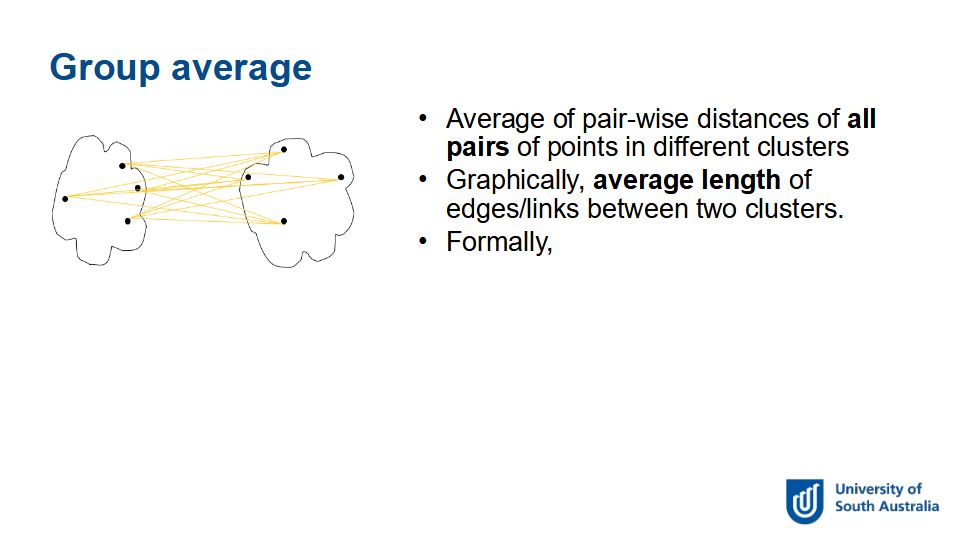 Group average
• Average of pair-wise distances of all
pairs of points in different clusters
• Graphically, average length of
edges/links between two clusters.
• Formally,
University of
South Australia